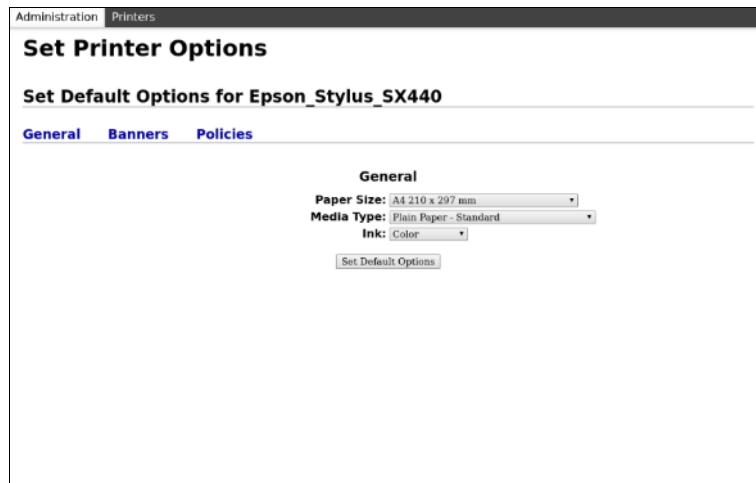 Administration Printers
Set Printer Options
Set Default Options for Epson_Stylus_SX440
General Banners Policies
General
Paper Size: A4 210 x 297 mm
Media Type: Plain Paper - Standard
Ink: Color
Set Default Options